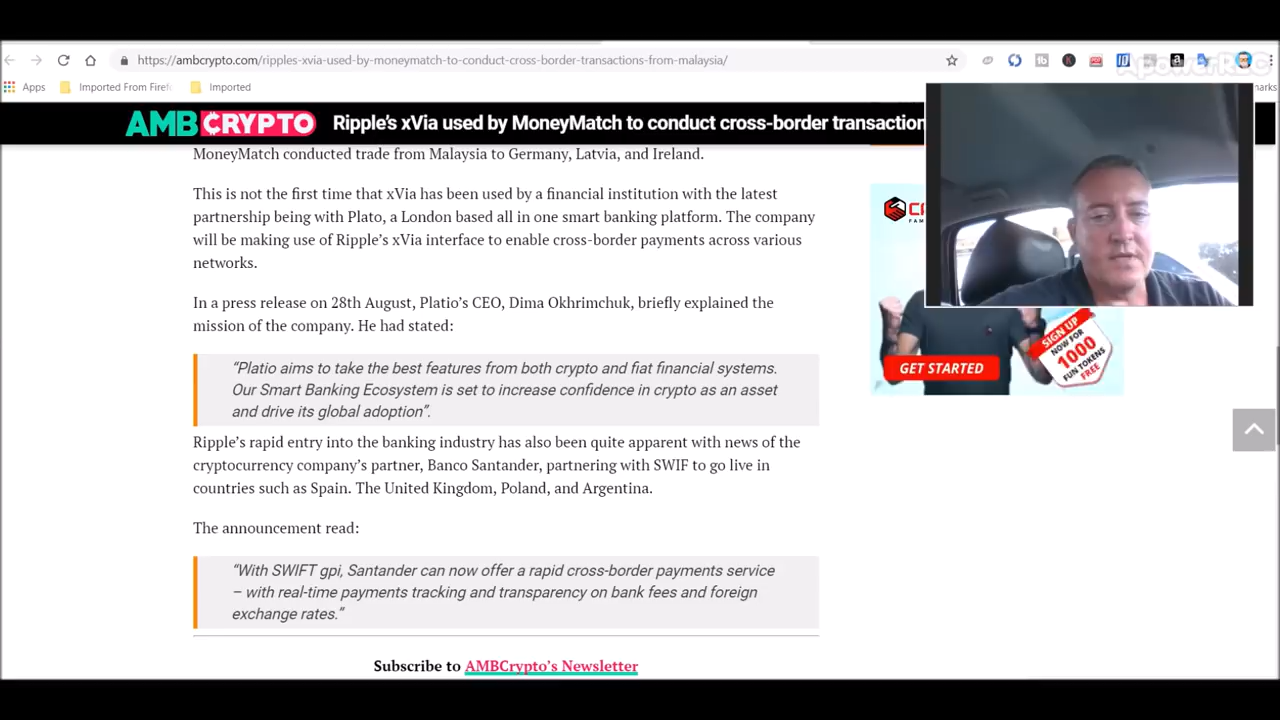 https://ambcrypto.com/ripples-xvia-used-by-moneymatch-to-conduct-cross-border-transactions-from-malaysia/
ApowerREC
Apps Imported From Firef Imported
AMBCRYPTO Ripple's xVia used by MoneyMatch to conduct cross-border transaction
MoneyMatch conducted trade from Malaysia to Germany, Latvia, and Ireland.
This is not the first time that xVia has been used by a financial institution with the latest
partnership being with Plato, a London based all in one smart banking platform. The company
will be making use of Ripple's xVia interface to enable cross-border payments across various
networks.
In a press release on 28th August, Platio's CEO, Dima Okhrimchuk, briefly explained the
mission of the company. He had stated:
“Platio aims to take the best features from both crypto and fiat financial systems.
Our Smart Banking Ecosystem is set to increase confidence in crypto as an asset
and drive its global adoption”.
Ripple's rapid entry into the banking industry has also been quite apparent with news of the
cryptocurrency company's partner, Banco Santander, partnering with SWIF to go live in
countries such as Spain. The United Kingdom, Poland, and Argentina.
The announcement read:
“With SWIFT gpi, Santander can now offer a rapid cross-border payments service
– with real-time payments tracking and transparency on bank fees and foreign
exchange rates.”
Subscribe to AMBCrypto's Newsletter
SIGN UP
NOW FOR
1000
FUN TOKENS
FREE
GET STARTED